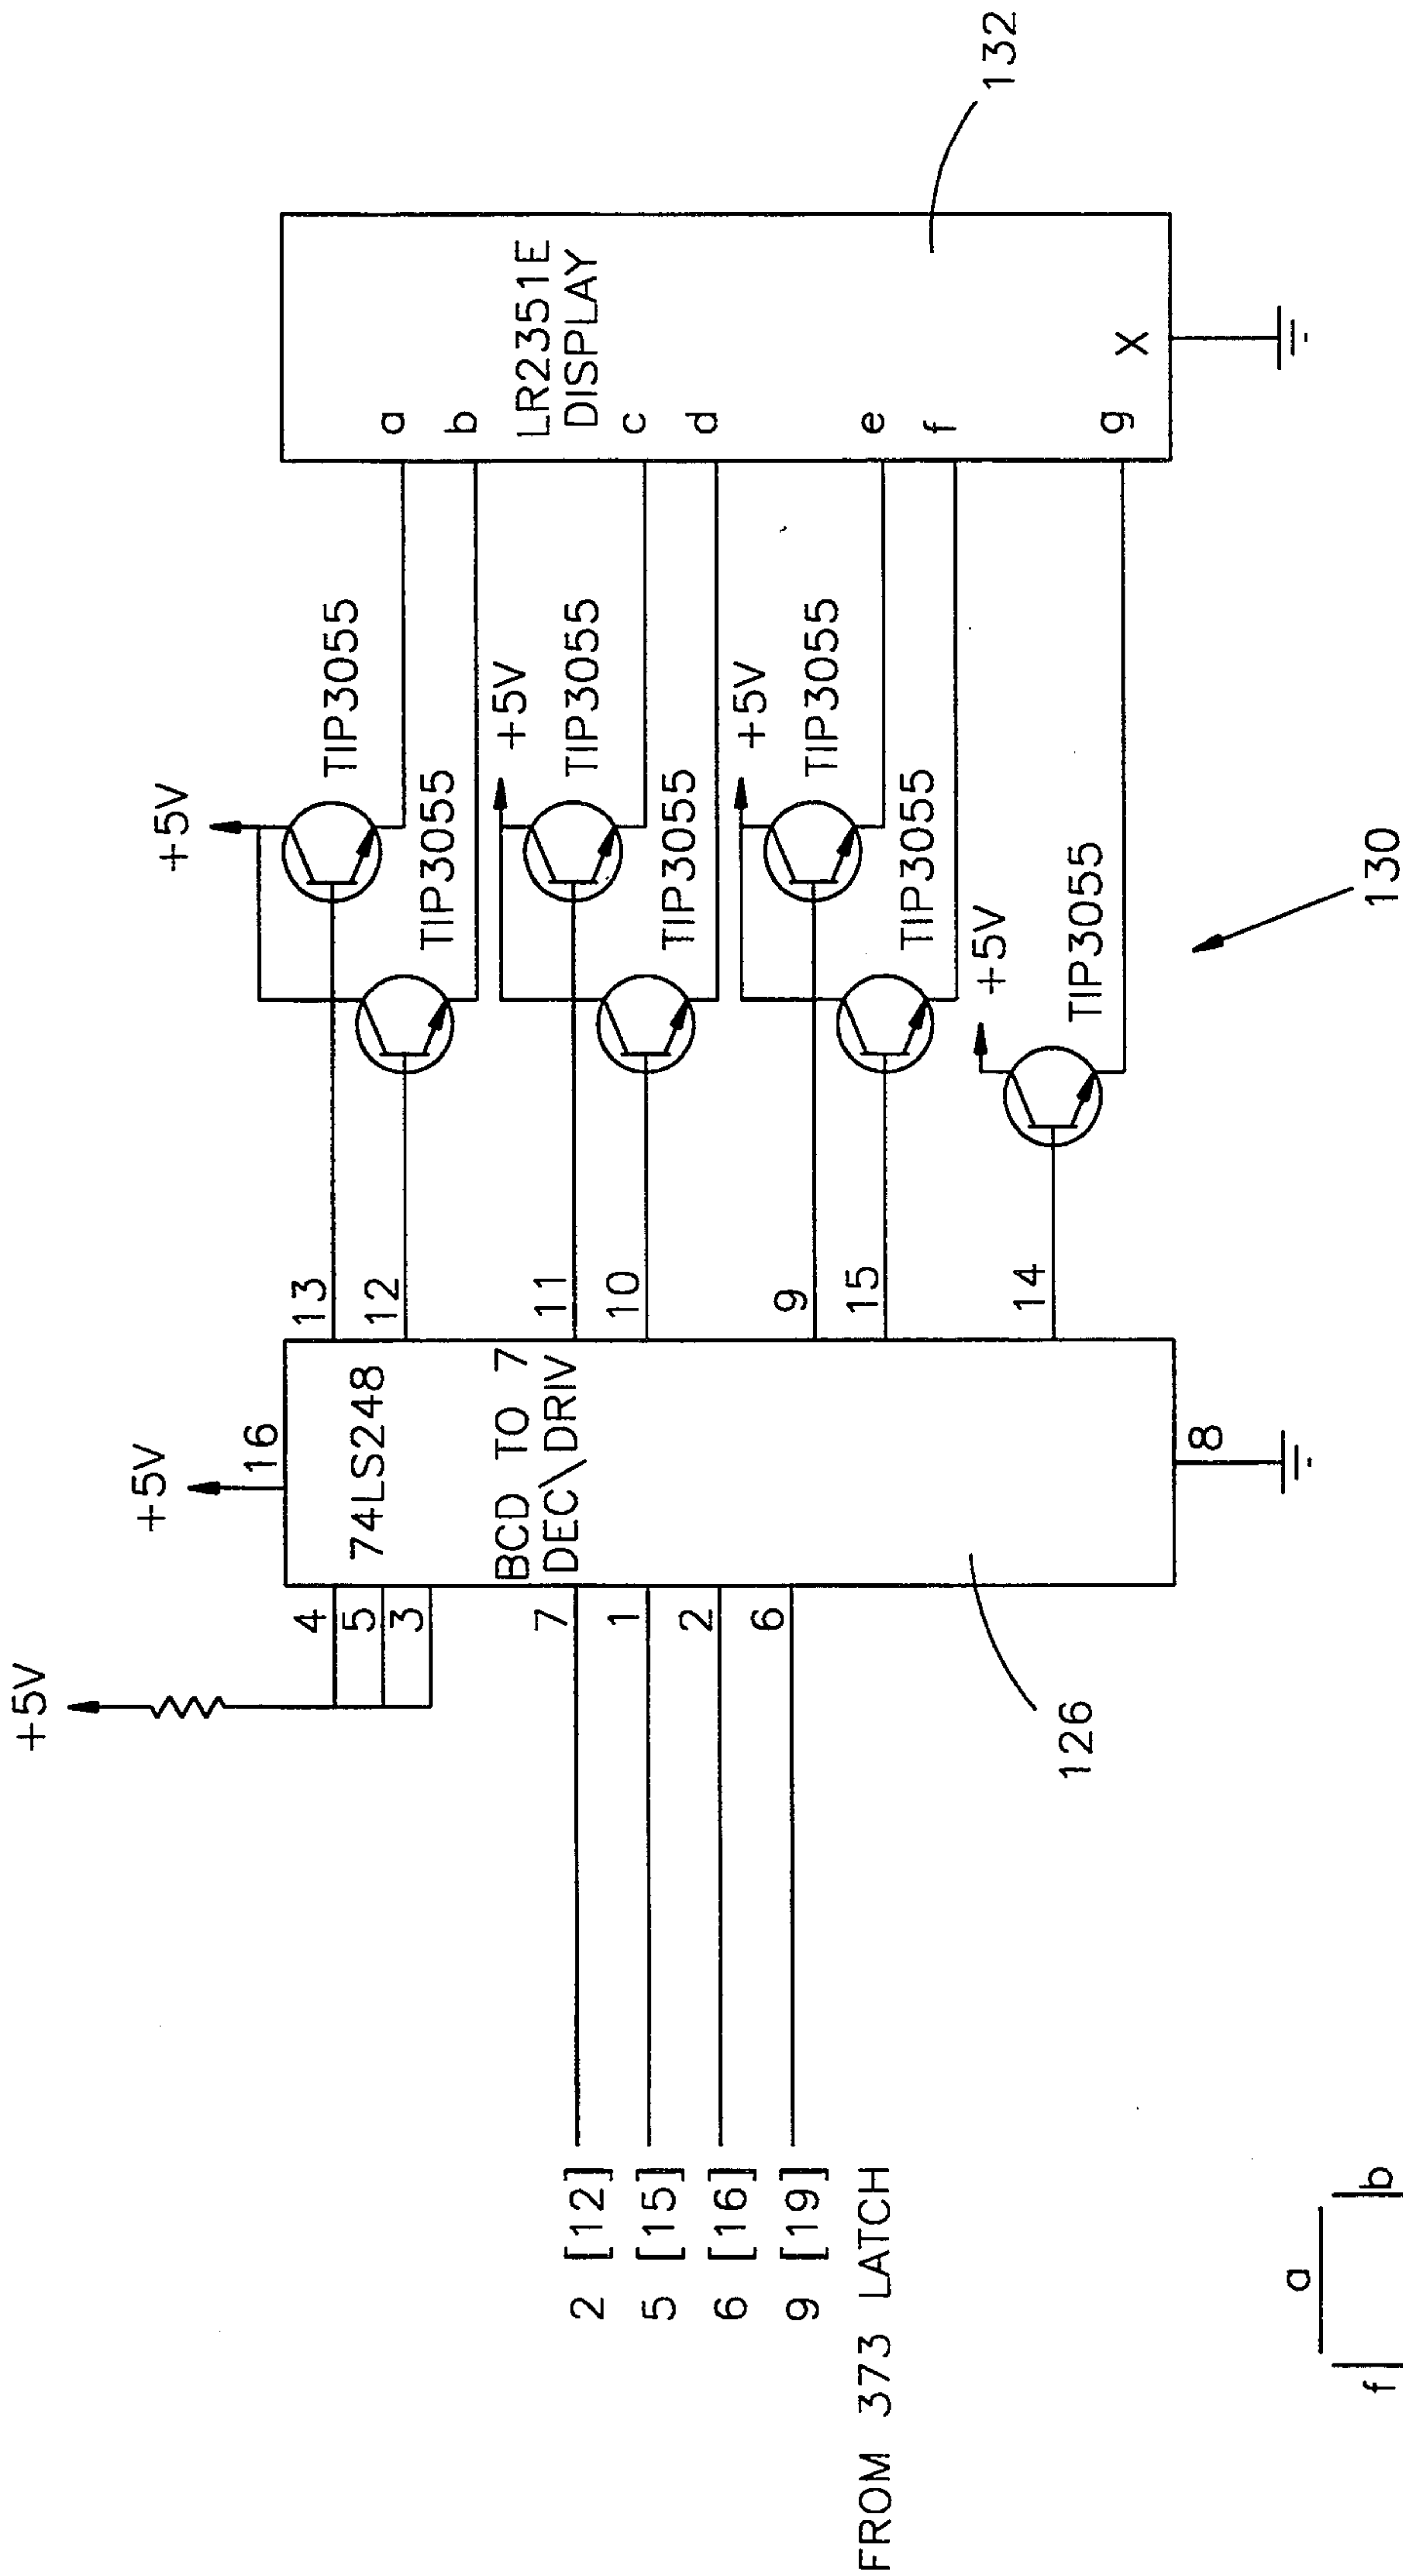 +5V
4
5
3
+5V
16
74LS248
BCD TO 7
DEC\DRIV
7
1
2
6
2 [12]
5 [15]
6 [16]
9 [19]
FROM 373 LATCH
126
8
13
12
11
10
9
15
14
+5V
TIP3055
TIP3055
+5V
TIP3055
TIP3055
+5V
TIP3055
TIP3055
+5V
TIP3055
130
a
b
LR2351E
DISPLAY
c
d
e
f
g
X
132
a
f
b